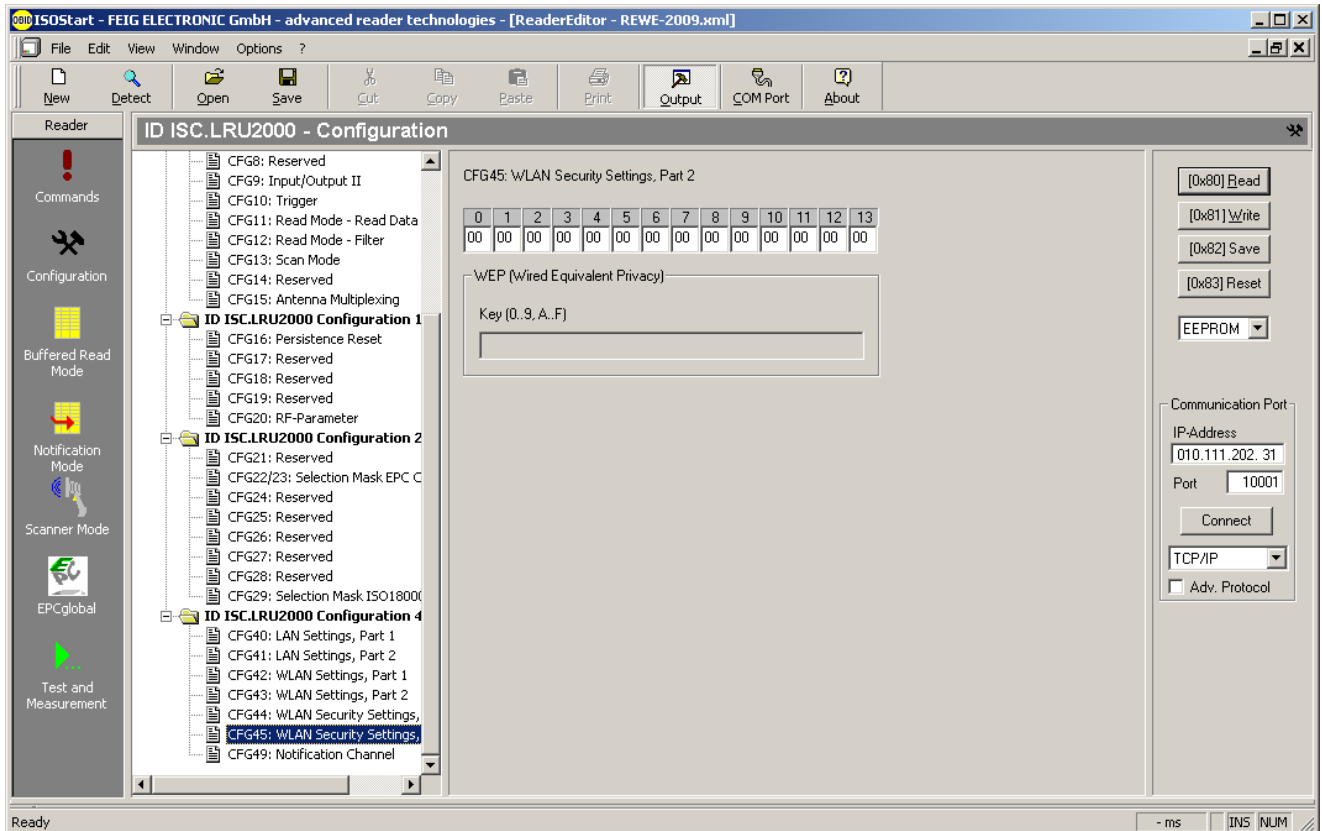 OBID ISOStart - FEIG ELECTRONIC GmbH - advanced reader technologies - [ReaderEditor - REWE-2009.xml]
File Edit View Window Options ?
New Detect Open Save Cut Copy Paste Print Output COM Port About
Reader
ID ISC.LRU2000 - Configuration
Commands
Configuration
Buffered Read
Mode
Notification
Mode
Scanner Mode
EPCglobal
Test and
Measurement
CFG8: Reserved
CFG9: Input/Output II
CFG10: Trigger
CFG11: Read Mode - Read Data
CFG12: Read Mode - Filter
CFG13: Scan Mode
CFG14: Reserved
CFG15: Antenna Multiplexing
ID ISC.LRU2000 Configuration 1
CFG16: Persistence Reset
CFG17: Reserved
CFG18: Reserved
CFG19: Reserved
CFG20: RF-Parameter
ID ISC.LRU2000 Configuration 2
CFG21: Reserved
CFG22/23: Selection Mask EPC C
CFG24: Reserved
CFG25: Reserved
CFG26: Reserved
CFG27: Reserved
CFG28: Reserved
CFG29: Selection Mask ISO1800(
ID ISC.LRU2000 Configuration 4
CFG40: LAN Settings, Part 1
CFG41: LAN Settings, Part 2
CFG42: WLAN Settings, Part 1
CFG43: WLAN Settings, Part 2
CFG44: WLAN Security Settings,
CFG45: WLAN Security Settings,
CFG49: Notification Channel
CFG45: WLAN Security Settings, Part 2
0 1 2 3 4 5 6 7 8 9 10 11 12 13
00 00 00 00 00 00 00 00 00 00 00 00 00 00
WEP (Wired Equivalent Privacy)
Key (0..9, A..F)
[0x80] Read
[0x81] Write
[0x82] Save
[0x83] Reset
EEPROM
Communication Port
IP-Address
010.111.202. 31
Port 10001
Connect
TCP/IP
Adv. Protocol
Ready
- ms INS NUM